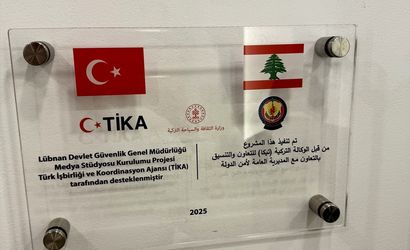 TİKA
وزارة الثقافة والسياحة التركية
Lübnan Devlet Güvenlik Genel Müdürlüğü
Medya Stüdyosu Kurulumu Projesi
Türk İşbirliği ve Koordinasyon Ajansı (TİKA)
tarafından desteklenmiştir
تم تنفيذ هذا المشروع
من قبل الوكالة التركية (تيكا) للتعاون والتنسيق
بالتعاون مع المديرية العامة لأمن الدولة
2025